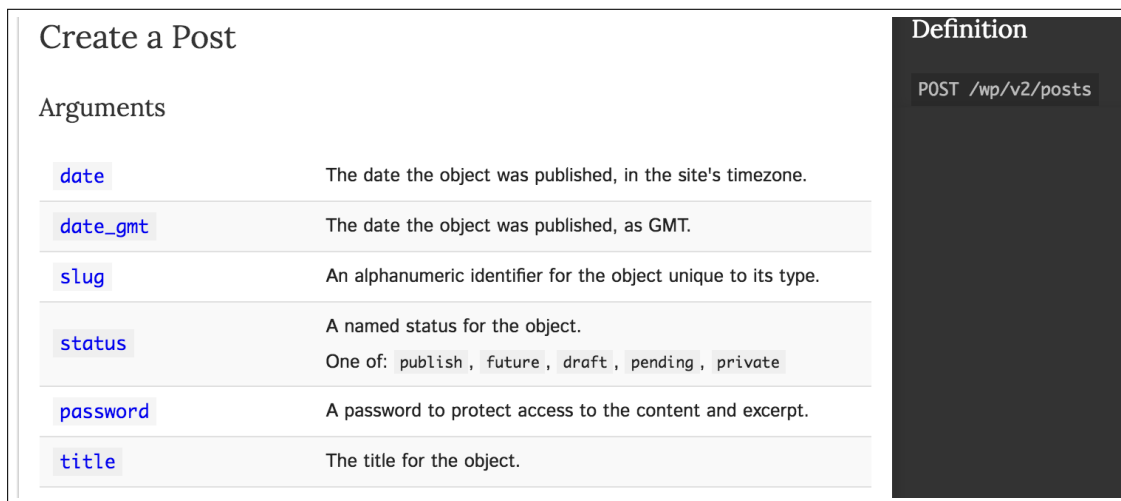 Create a Post
Arguments
date The date the object was published, in the site's timezone.
date_gmt The date the object was published, as GMT.
slug An alphanumeric identifier for the object unique to its type.
status A named status for the object.
One of: publish, future, draft, pending, private
password A password to protect access to the content and excerpt.
title The title for the object.
Definition
POST /wp/v2/posts